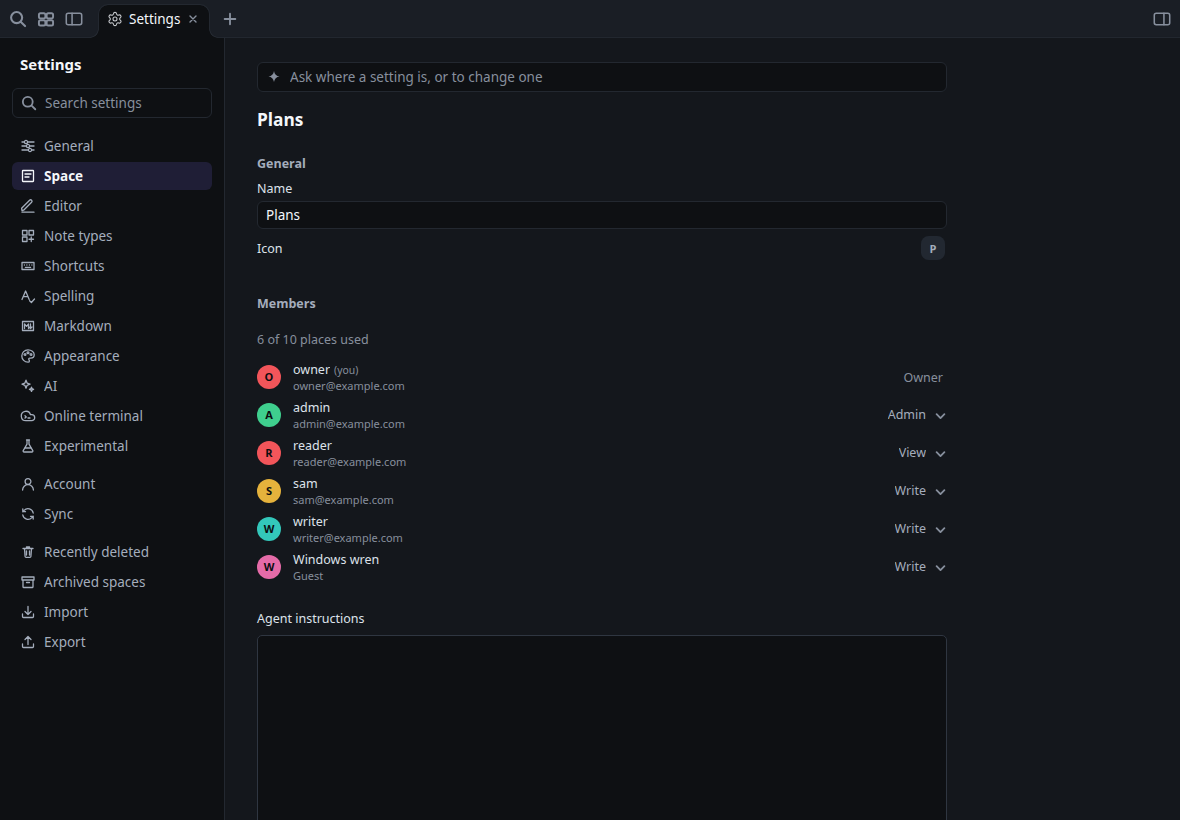 Settings
Settings
Search settings
General
Space
Editor
Note types
Shortcuts
Spelling
Markdown
Appearance
AI
Online terminal
Experimental
Account
Sync
Recently deleted
Archived spaces
Import
Export
Ask where a setting is, or to change one
Plans
General
Name
Plans
Icon
P
Members
6 of 10 places used
O
owner (you)
owner@example.com
Owner
A
admin
admin@example.com
Admin
R
reader
reader@example.com
View
S
sam
sam@example.com
Write
W
writer
writer@example.com
Write
W
Windows wren
Guest
Write
Agent instructions